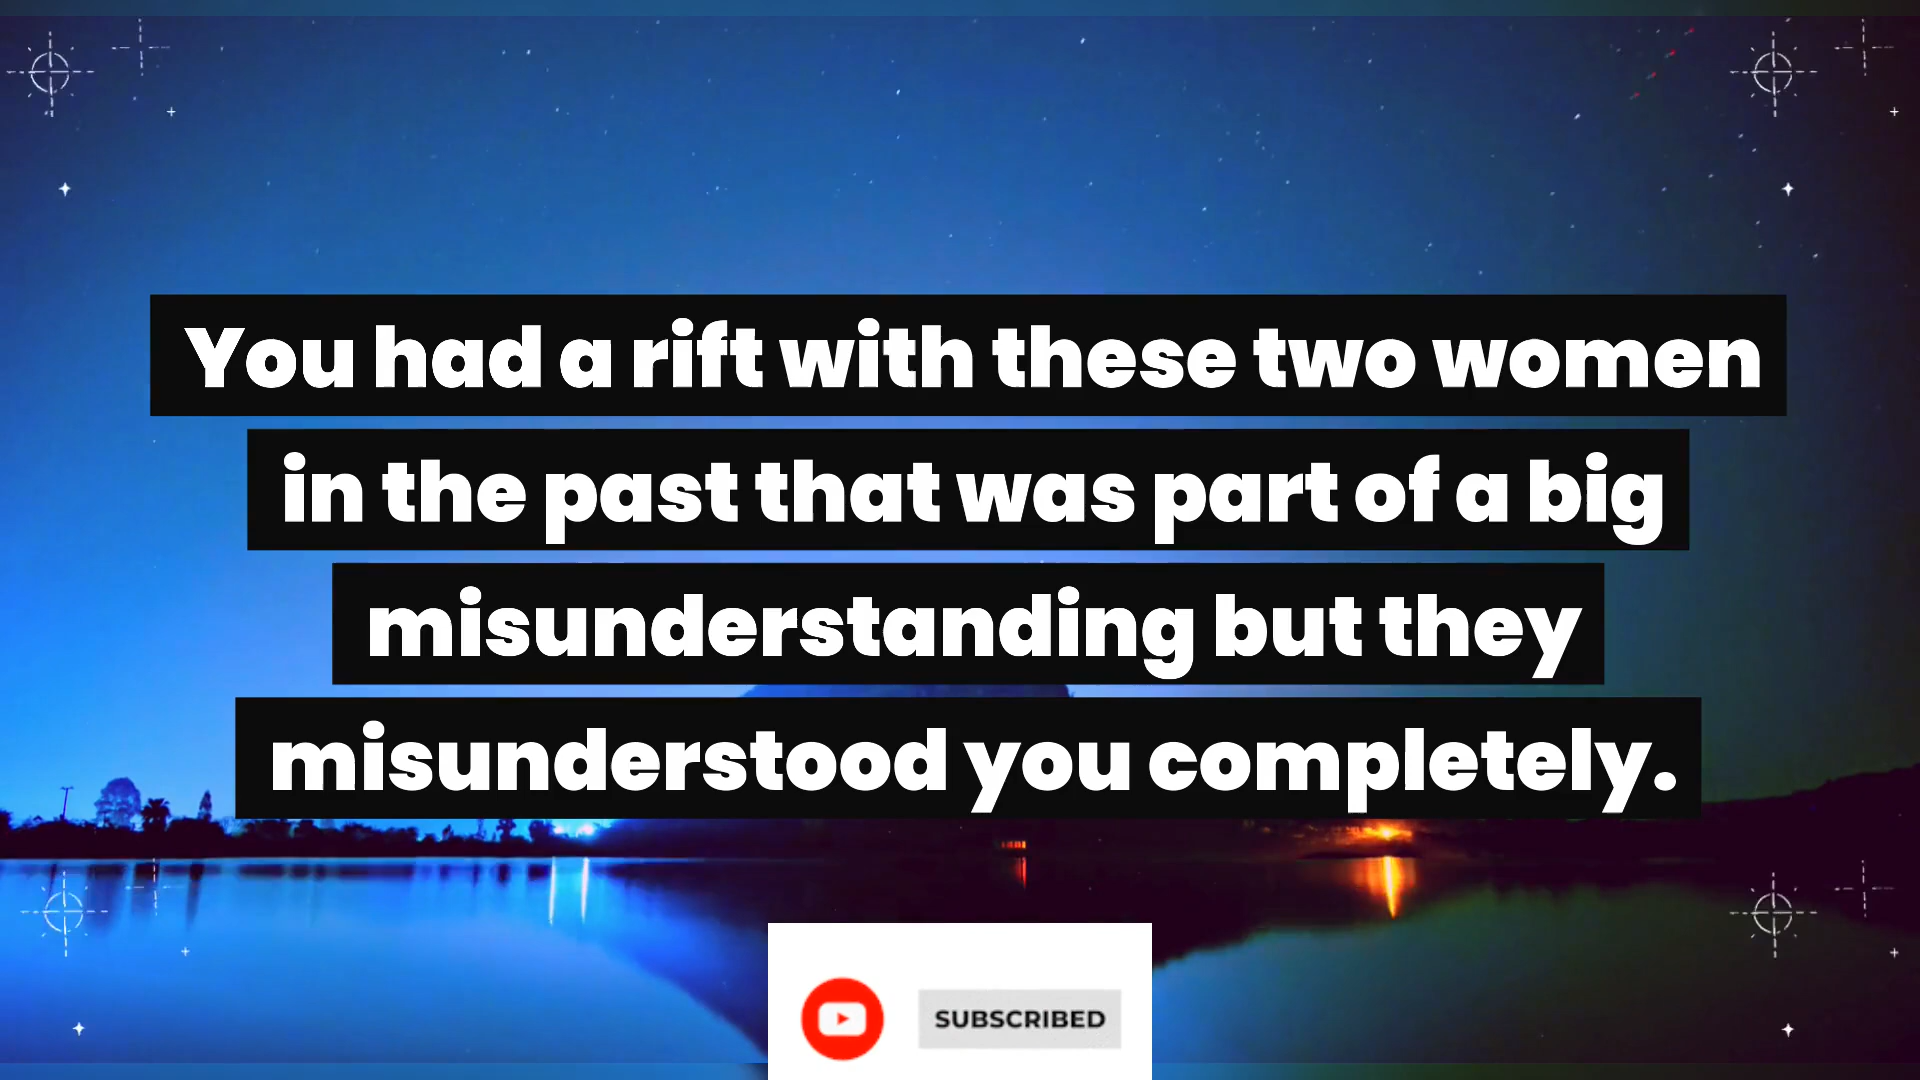 You had a rift with these two women
in the past that was part of a big
misunderstanding but they
misunderstood you completely.
SUBSCRIBED